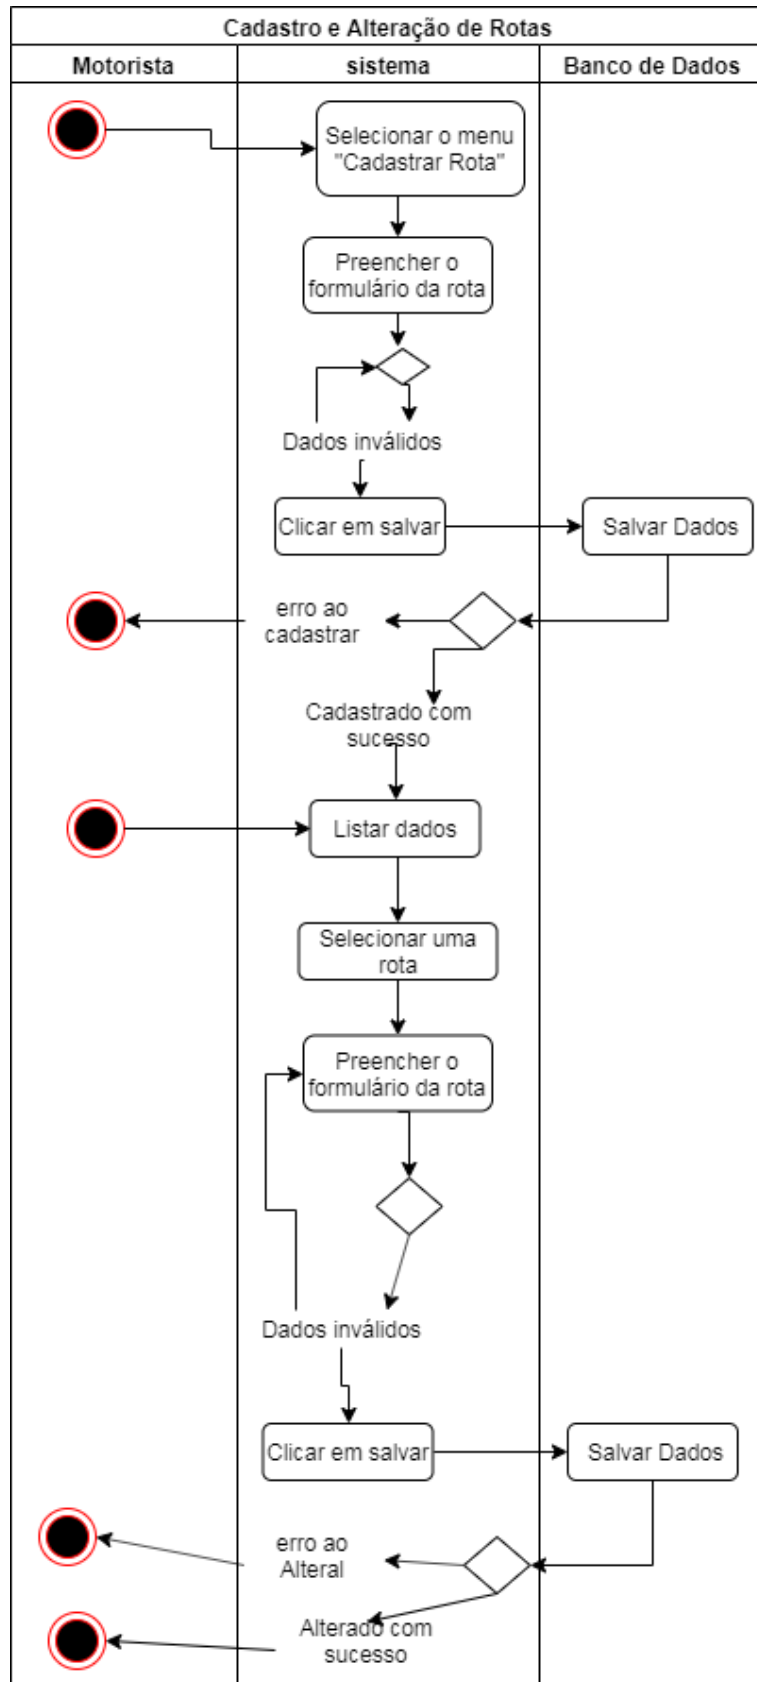 Cadastro e Alteração de Rotas
Motorista
sistema
Banco de Dados
Selecionar o menu
"Cadastrar Rota"
Preencher o
formulário da rota
Dados inválidos
Clicar em salvar
Salvar Dados
erro ao
cadastrar
Cadastrado com
sucesso
Listar dados
Selecionar uma
rota
Preencher o
formulário da rota
Dados inválidos
Clicar em salvar
Salvar Dados
erro ao
Alteral
Alterado com
sucesso